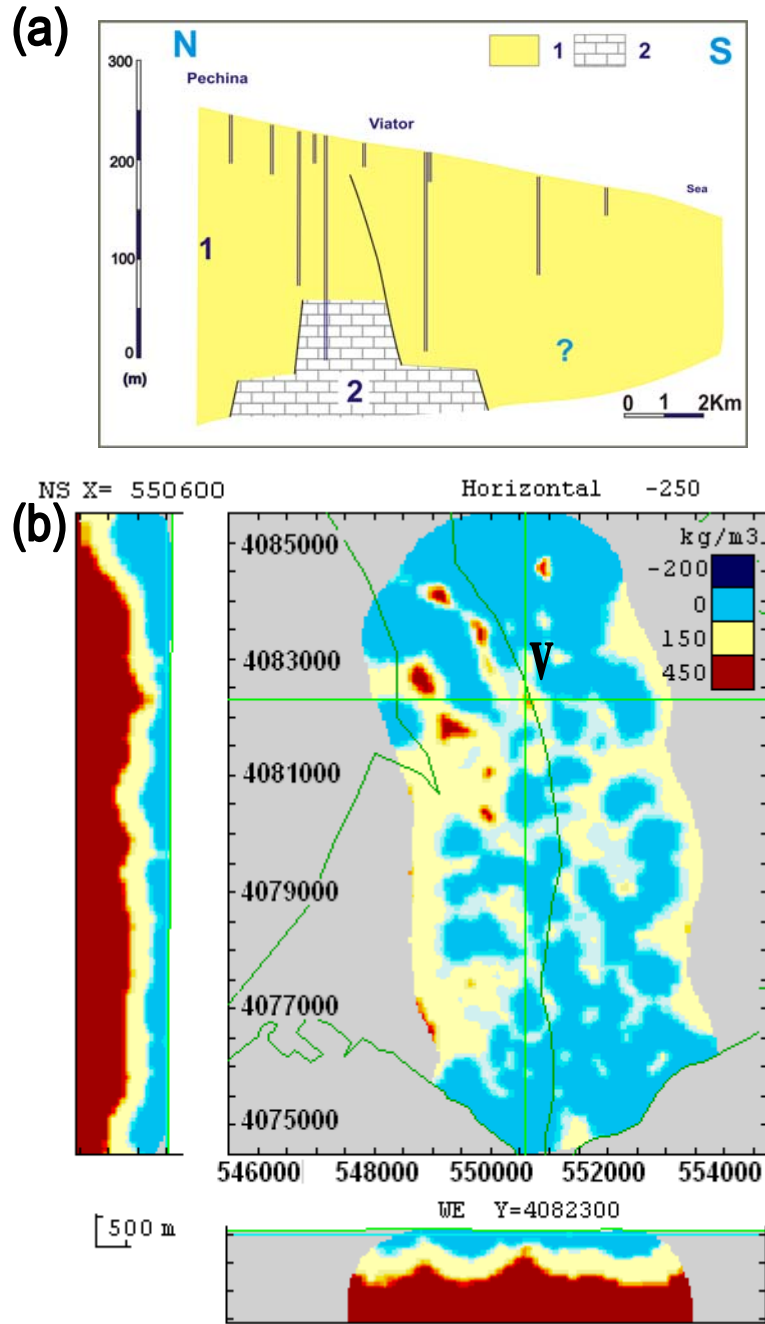 (a)
N
1
2
S
300
Pechina
Viator
200
Sea
1
100
0
?
(m)
2
0 1 2Km
NS X= 550600
Horizontal -250
(b)
kg/m3.
4085000
-200
0
V
150
4083000
450
4081000
4079000
4077000
4075000
546000 548000 550000 552000 554000
WE Y=4082300
500 m